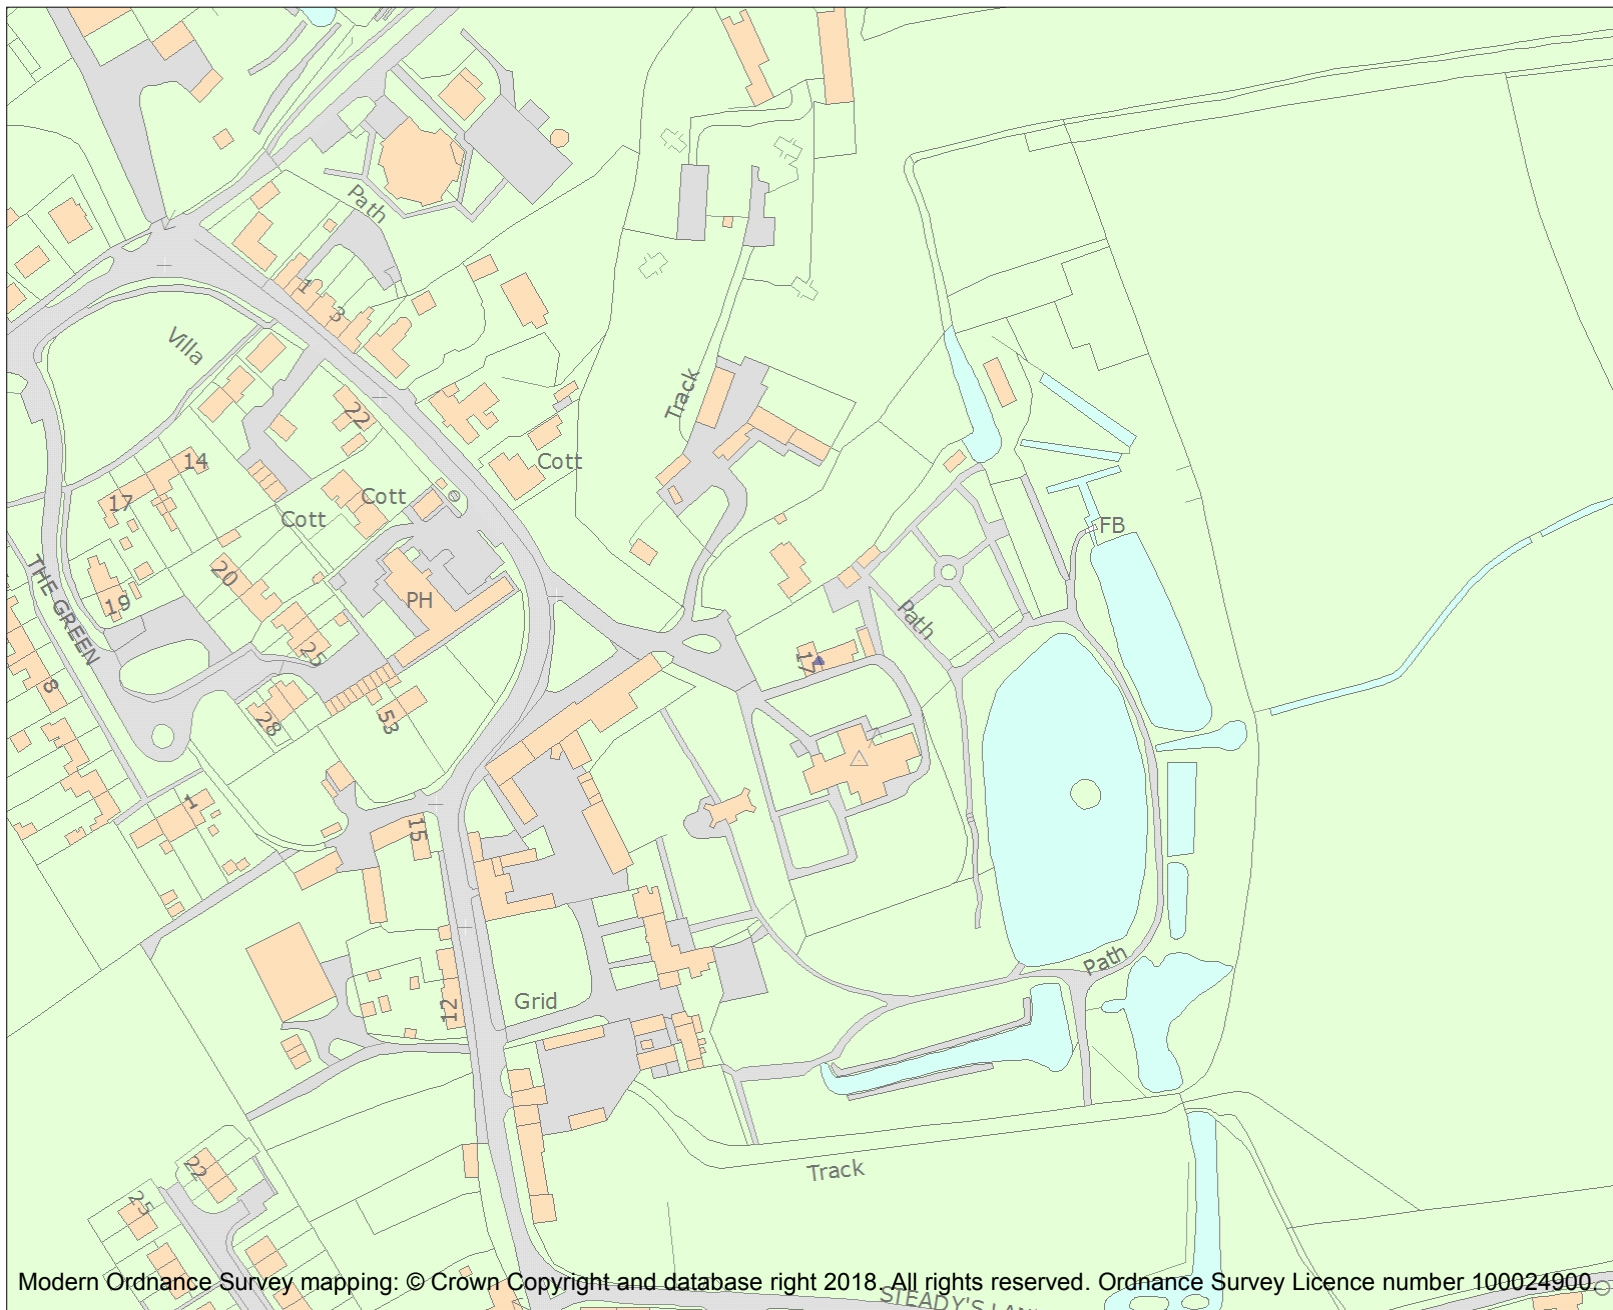 Path
1
3
Villa
22
Track
14
Cott
Cott
17
Cott
FB
THE GREEN
20
PH
19
Path
25
17
8
28
53
1
15
Path
12
Grid
Track
22
25
Modern Ordnance Survey mapping: © Crown Copyright and database right 2018. All rights reserved. Ordnance Survey Licence number 100024900.